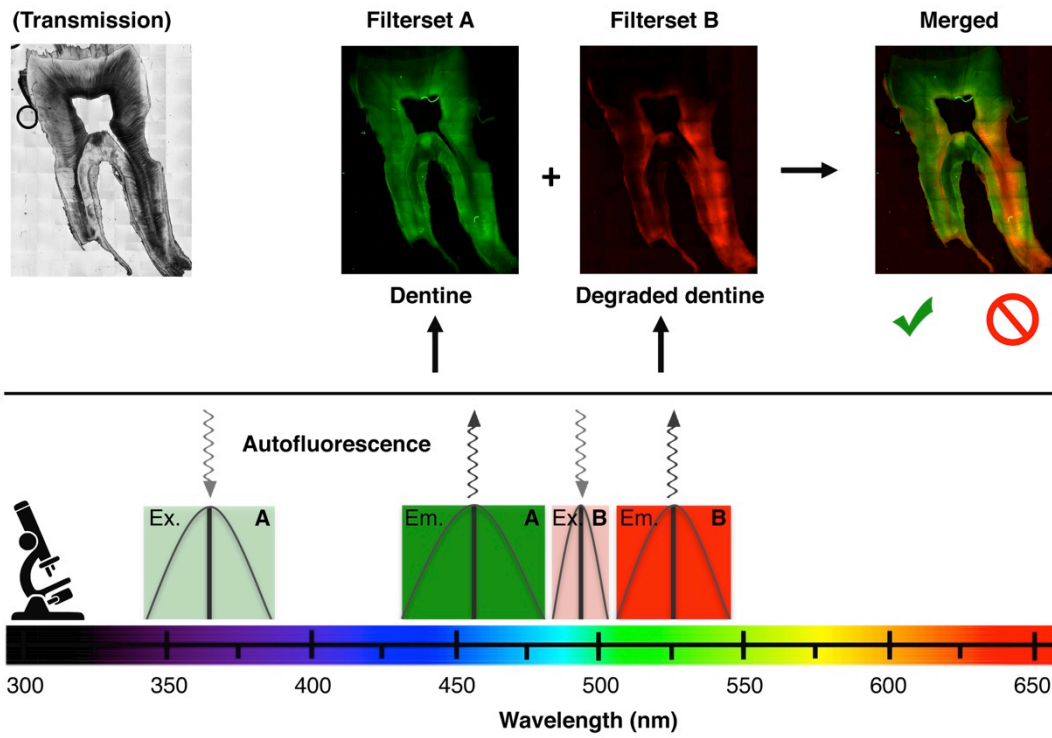 (Transmission)
Filterset A
Filterset B
Merged
+
Dentine
Degraded dentine
Autofluorescence
Ex. A
Em. A
Ex. B
Em. B
300 350 400 450 500 550 600 650
Wavelength (nm)